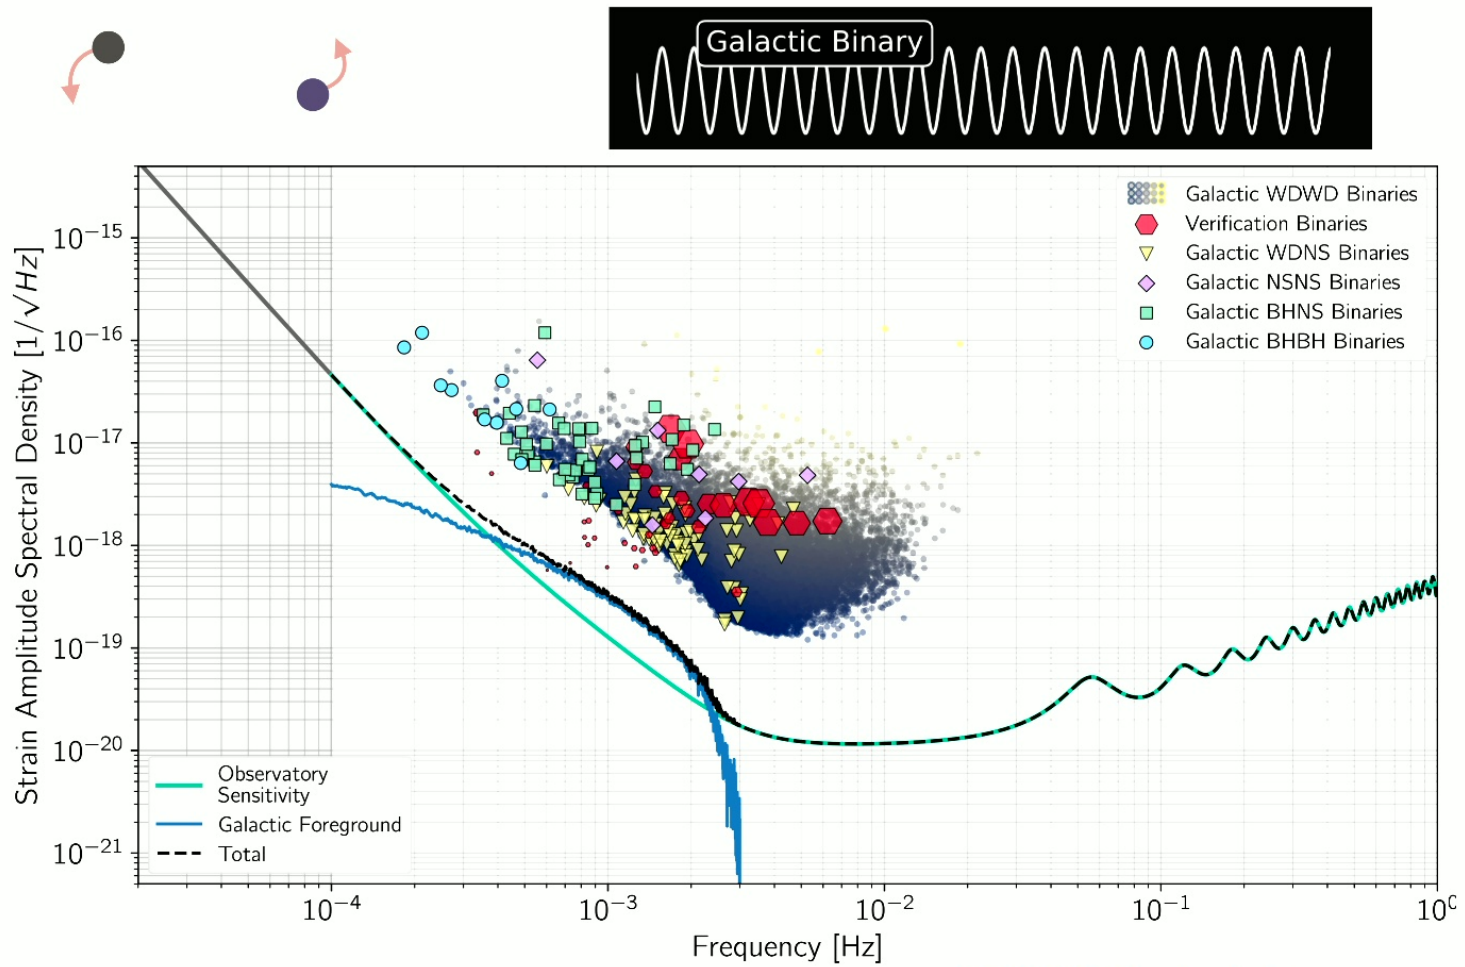 Galactic Binary
Galactic WDWD Binaries
Verification Binaries
Galactic WDNS Binaries
Galactic NSNS Binaries
Galactic BHNS Binaries
Galactic BHBH Binaries
Strain Amplitude Spectral Density [1/√Hz]
10⁻¹⁵
10⁻¹⁶
10⁻¹⁷
10⁻¹⁸
10⁻¹⁹
10⁻²⁰
10⁻²¹
Observatory
Sensitivity
Galactic Foreground
Total
10⁻⁴ 10⁻³ 10⁻² 10⁻¹ 10⁰
Frequency [Hz]